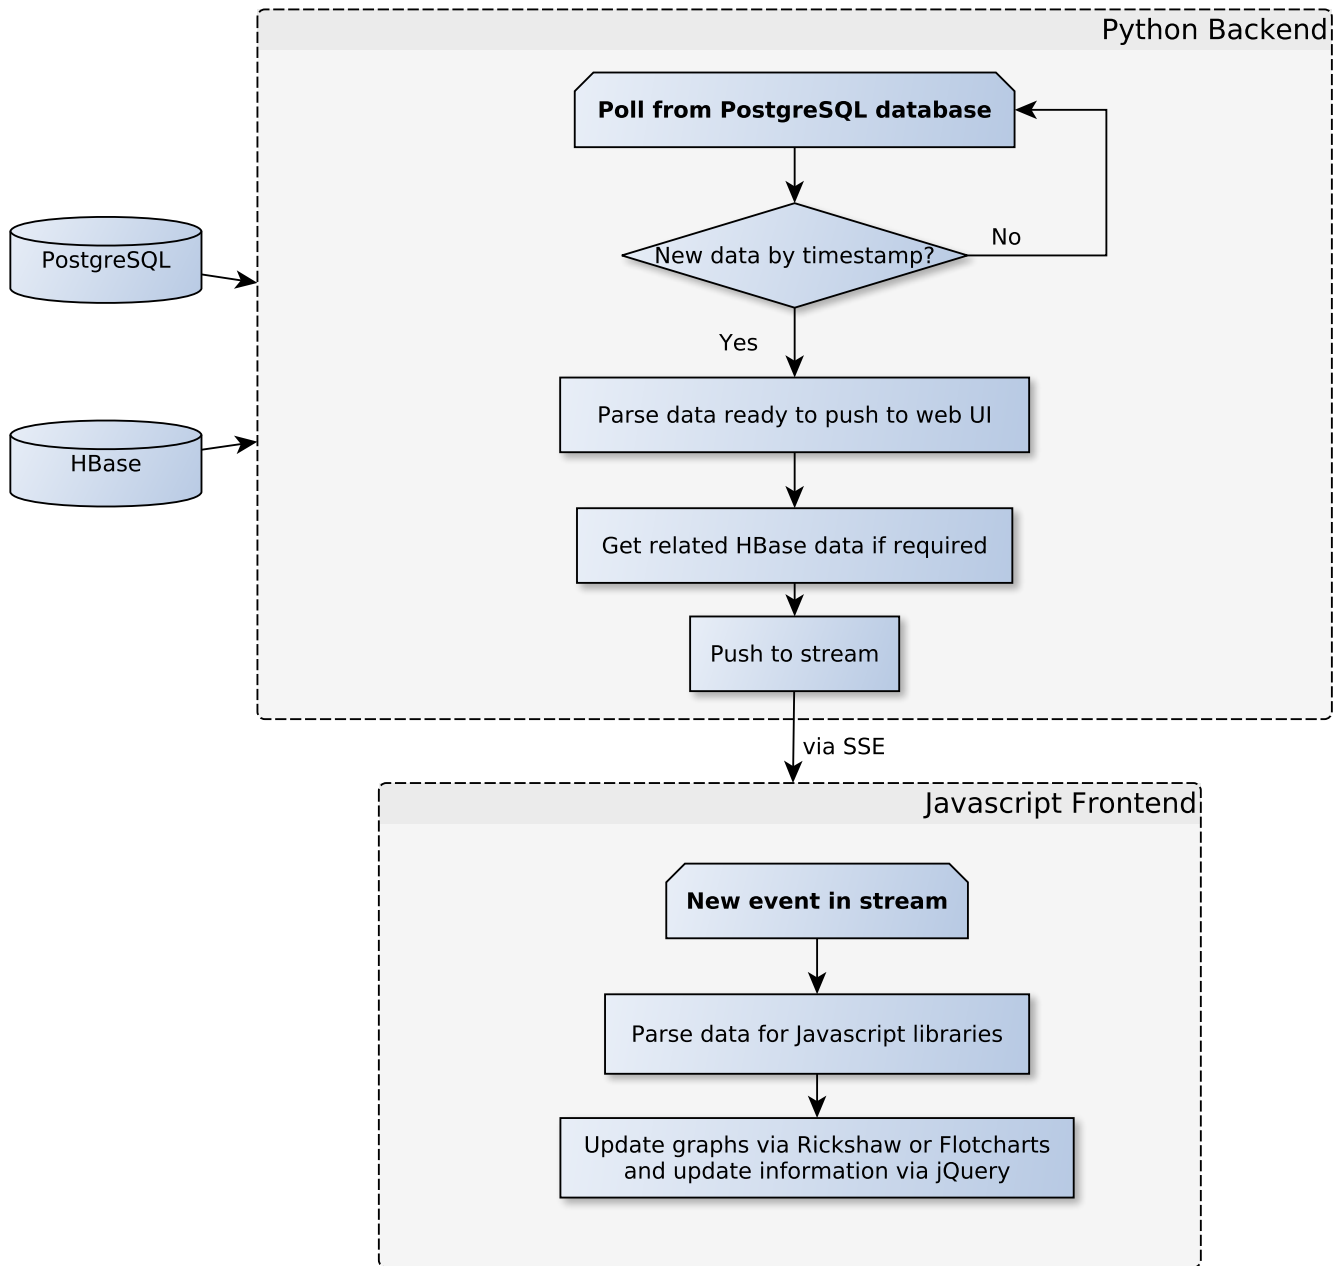 Python Backend
Poll from PostgreSQL database
New data by timestamp?
No
PostgreSQL
Yes
Parse data ready to push to web UI
HBase
Get related HBase data if required
Push to stream
via SSE
Javascript Frontend
New event in stream
Parse data for Javascript libraries
Update graphs via Rickshaw or Flotcharts
and update information via jQuery